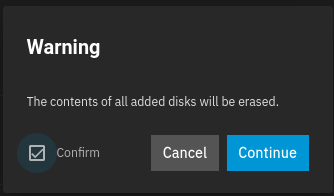 Warning
The contents of all added disks will be erased.
Confirm
Cancel
Continue